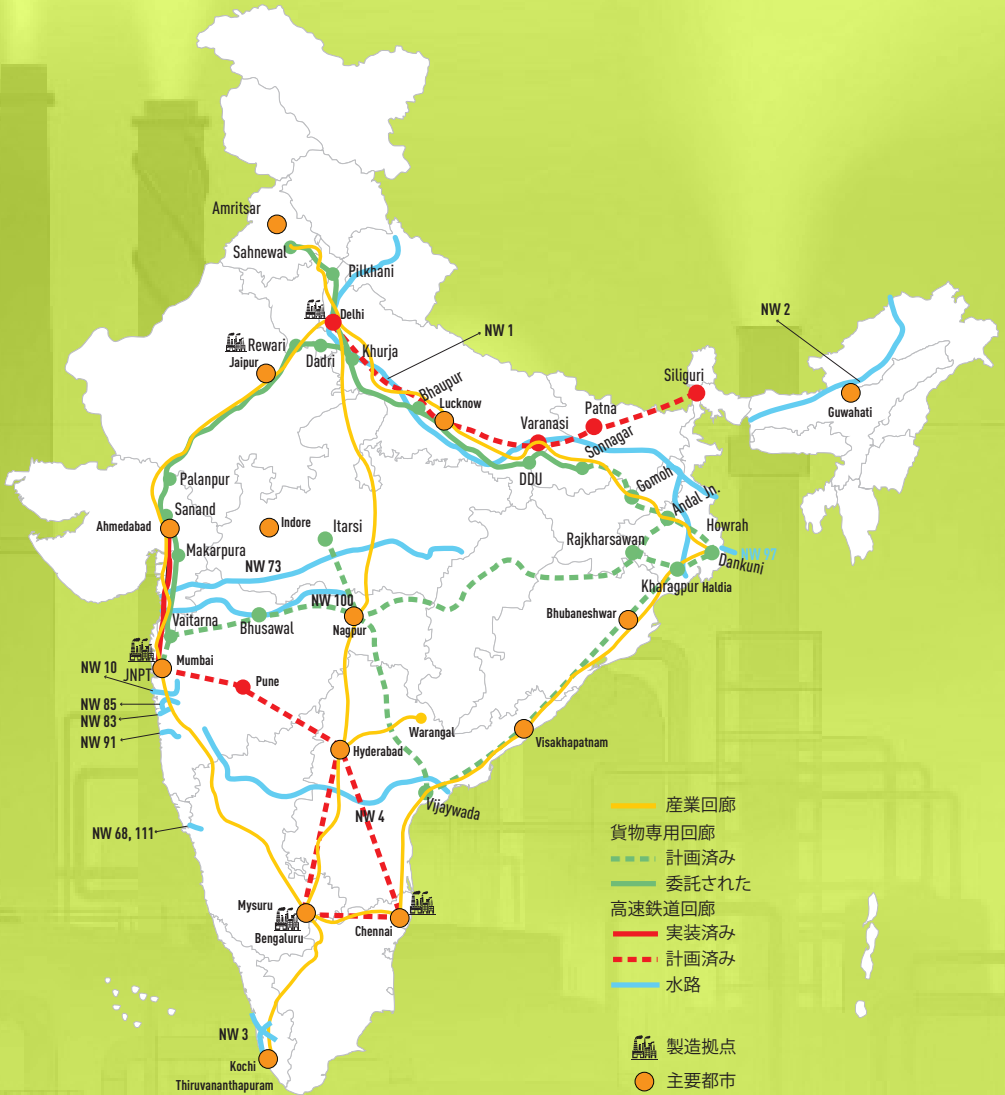 Amritsar
Sahnewal
Pilkhani
Delhi
NW 1
NW 2
Rewari
Jaipur
Dadri
Khurja
Bhaupur
Lucknow
Siliguri
Guwahati
Patna
Varanasi
Sonnagar
DDU
Gomoh
Andal Jn.
Palanpur
Sanand
Ahmedabad
Indore
Itarsi
Howrah
Rajkharsawan
NW 97
Dankuni
Makarpura
NW 73
Kharagpur Haldia
NW 100
Vaitarna
Bhusawal
Nagpur
Bhubaneshwar
NW 10
JNPT
Mumbai
Pune
NW 85
NW 83
NW 91
Warangal
Hyderabad
Visakhapatnam
Vijaywada
NW 4
NW 68, 111
Mysuru
Bengaluru
Chennai
NW 3
Kochi
Thiruvananthapuram
産業回廊
貨物専用回廊
計画済み
委託された
高速鉄道回廊
実装済み
計画済み
水路
製造拠点
主要都市